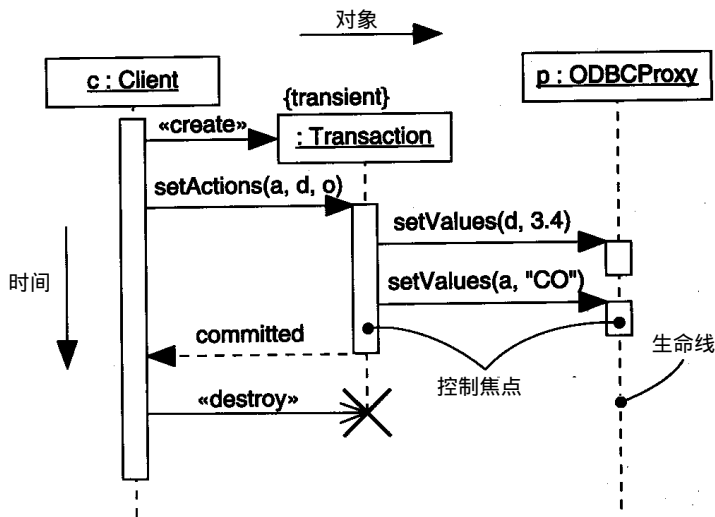 对象
c : Client
p : ODBCProxy
{transient}
«create»
: Transaction
setActions(a, d, o)
setValues(d, 3.4)
时间
setValues(a, "CO")
committed
生命线
控制焦点
«destroy»